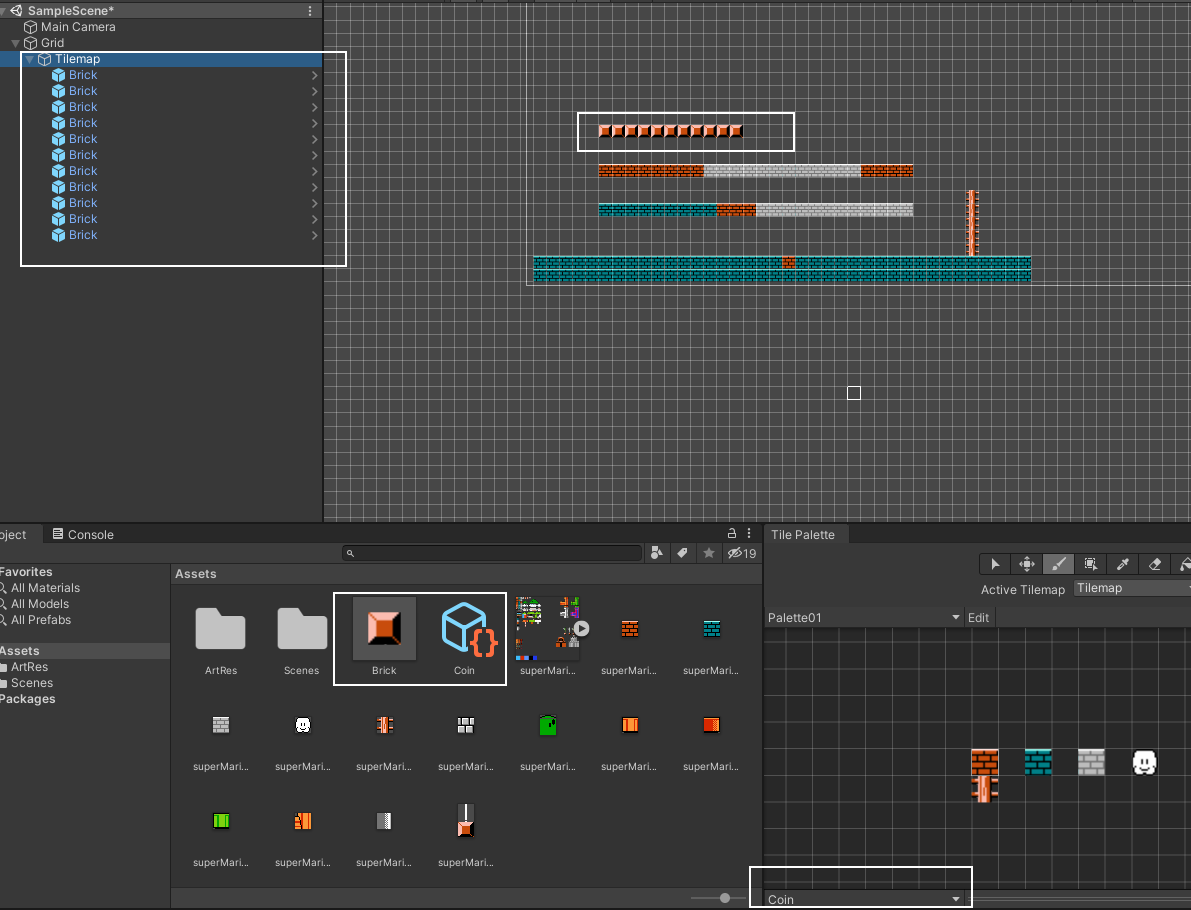 SampleScene*
Main Camera
Grid
Tilemap
Brick
Brick
Brick
Brick
Brick
Brick
Brick
Brick
Brick
Brick
Brick
oject
Console
19
Favorites
All Materials
All Models
All Prefabs
Assets
ArtRes
Scenes
Packages
Assets
ArtRes
Scenes
Brick
Coin
superMari...
superMari...
superMari...
superMari...
superMari...
superMari...
superMari...
superMari...
superMari...
superMari...
superMari...
superMari...
superMari...
superMari...
Tile Palette
Active Tilemap
Tilemap
Palette01
Edit
Coin